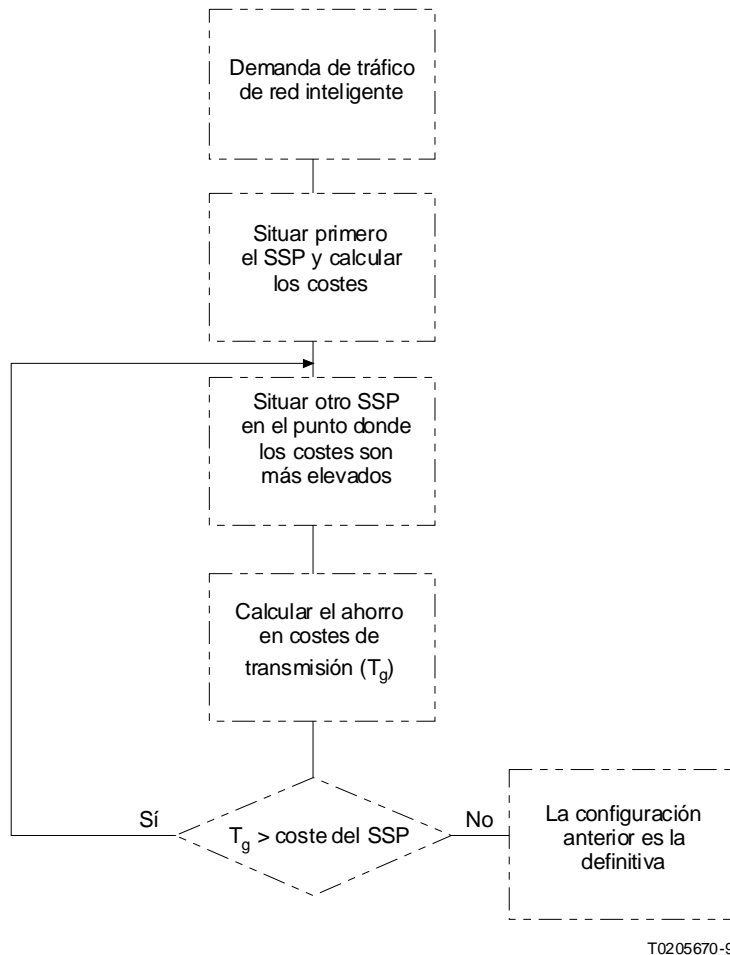 Demanda de tráfico
de red inteligente
Situar primero
el SSP y calcular
los costes
Situar otro SSP
en el punto donde
los costes son
más elevados
Calcular el ahorro
en costes de
transmisión (Tg)
Sí
Tg > coste del SSP
No
La configuración
anterior es la
definitiva
T0205670-9